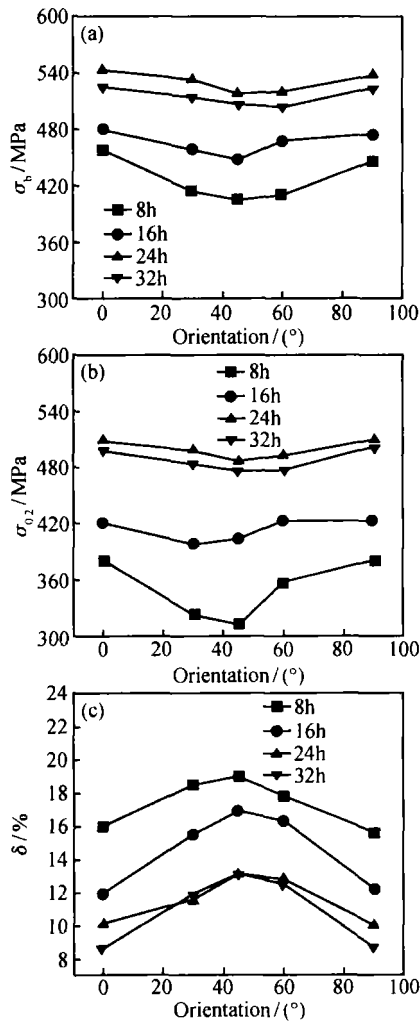 600
(a)
540
480
420
360
300
σb/MPa
8h
16h
24h
32h
0 20 40 60 80 100
Orientation/(°)
600
(b)
540
480
420
360
300
σ0.2/MPa
8h
16h
24h
32h
0 20 40 60 80 100
Orientation/(°)
24
(c)
22
20
18
16
14
12
10
8
δ/%
8h
16h
24h
32h
0 20 40 60 80 100
Orientation/(°)